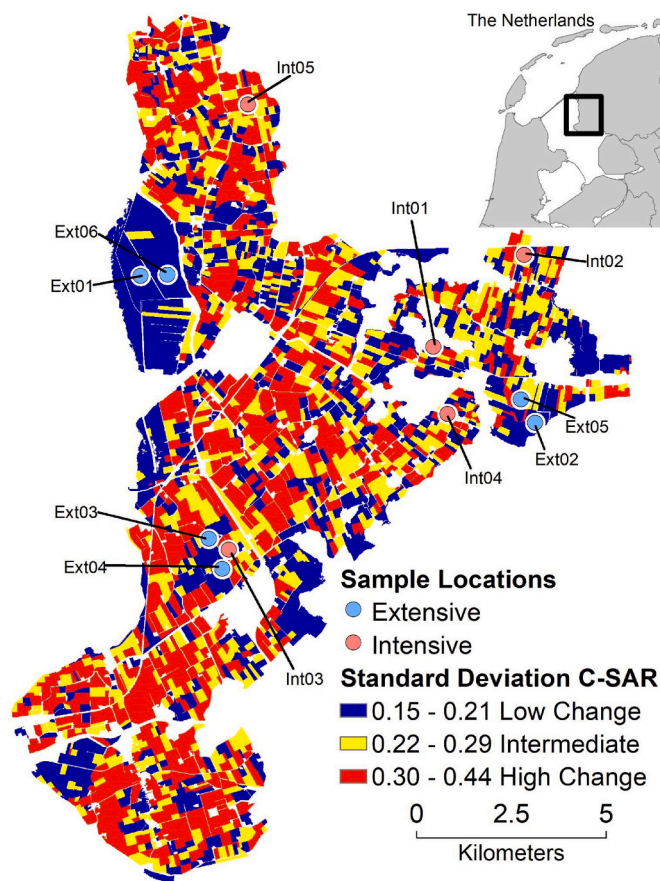 The Netherlands
Int05
Int01
Ext06
Int02
Ext01
Ext05
Ext02
Int04
Ext03
Ext04
Int03
Sample Locations
Extensive
Intensive
Standard Deviation C-SAR
0.15 - 0.21 Low Change
0.22 - 0.29 Intermediate
0.30 - 0.44 High Change
0 2.5 5
Kilometers